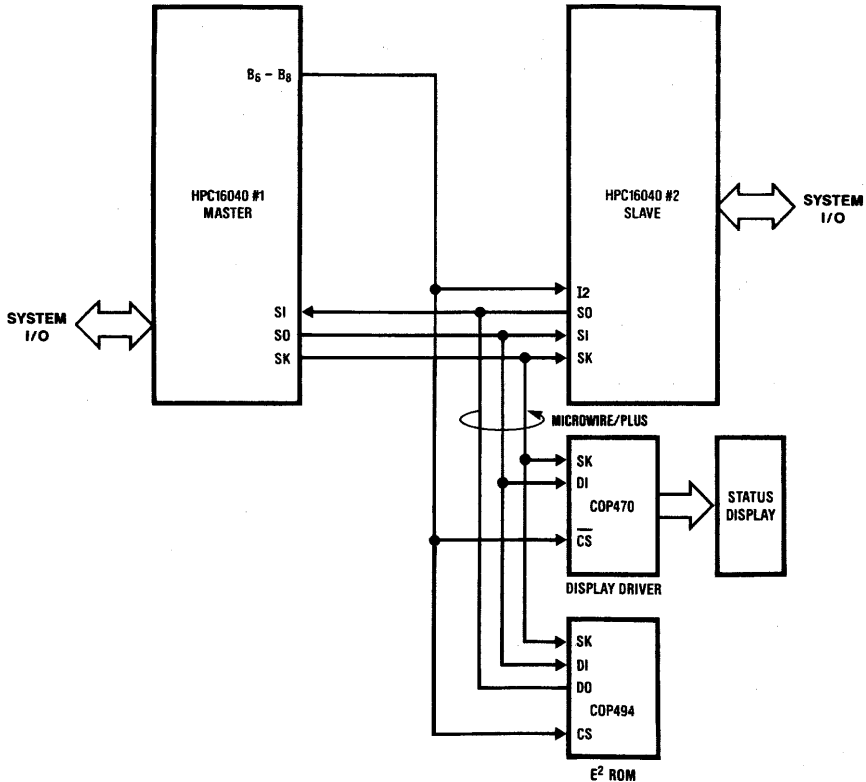 B6 – B8
HPC16040 #1
MASTER
HPC16040 #2
SLAVE
SYSTEM
I/O
SYSTEM
I/O
SI
SO
SK
I2
SO
SI
SK
MICROWIRE/PLUS
SK
DI
CS
COP470
STATUS
DISPLAY
DISPLAY DRIVER
SK
DI
DO
CS
COP494
E² ROM